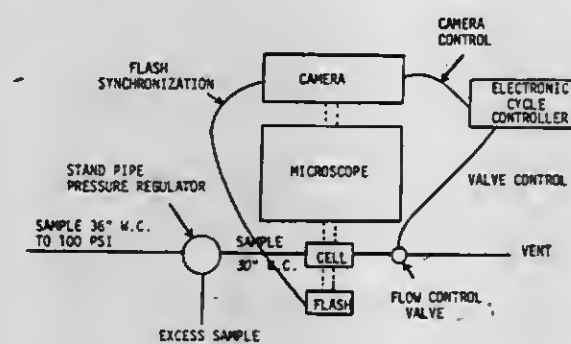 CAMERA
CONTROL
FLASH
SYNCHRONIZATION
CAMERA
ELECTRONIC
CYCLE
CONTROLLER
MICROSCOPE
STAND PIPE
PRESSURE REGULATOR
VALVE CONTROL
SAMPLE 36" W.C.
TO 100 PSI
SAMPLE
30" W.C.
CELL
VENT
FLASH
FLOW CONTROL
VALVE
EXCESS SAMPLE